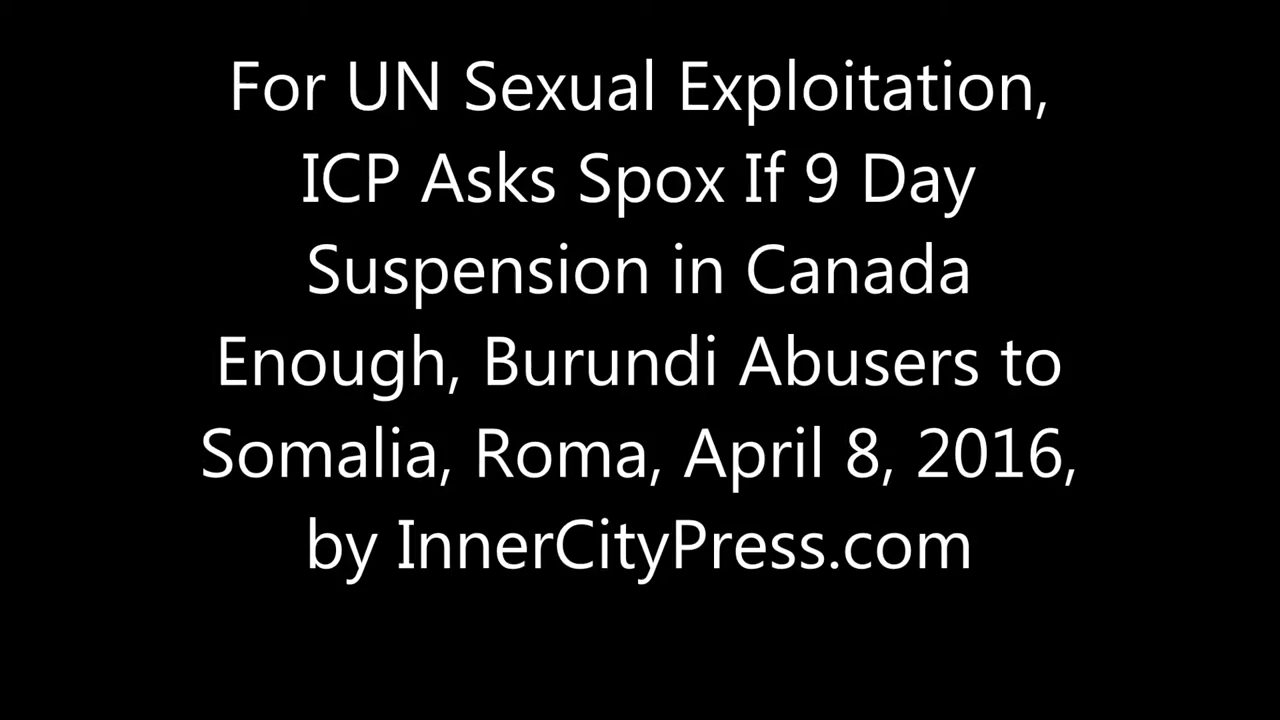 For UN Sexual Exploitation,
ICP Asks Spox If 9 Day
Suspension in Canada
Enough, Burundi Abusers to
Somalia, Roma, April 8, 2016,
by InnerCityPress.com